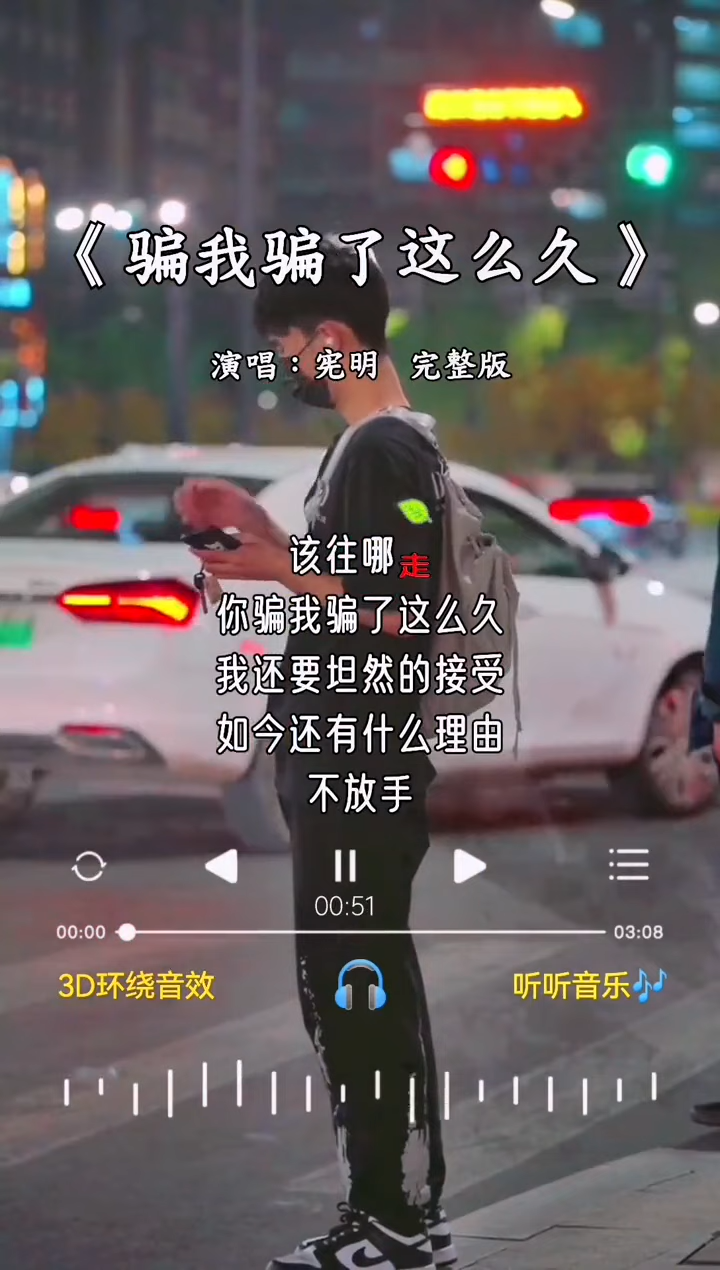 《骗我骗了这么久》
演唱：宪明 完整版
该往哪走
你骗我骗了这么久
我还要坦然的接受
如今还有什么理由
不放手
00:51
00:00 03:08
3D环绕音效 听听音乐